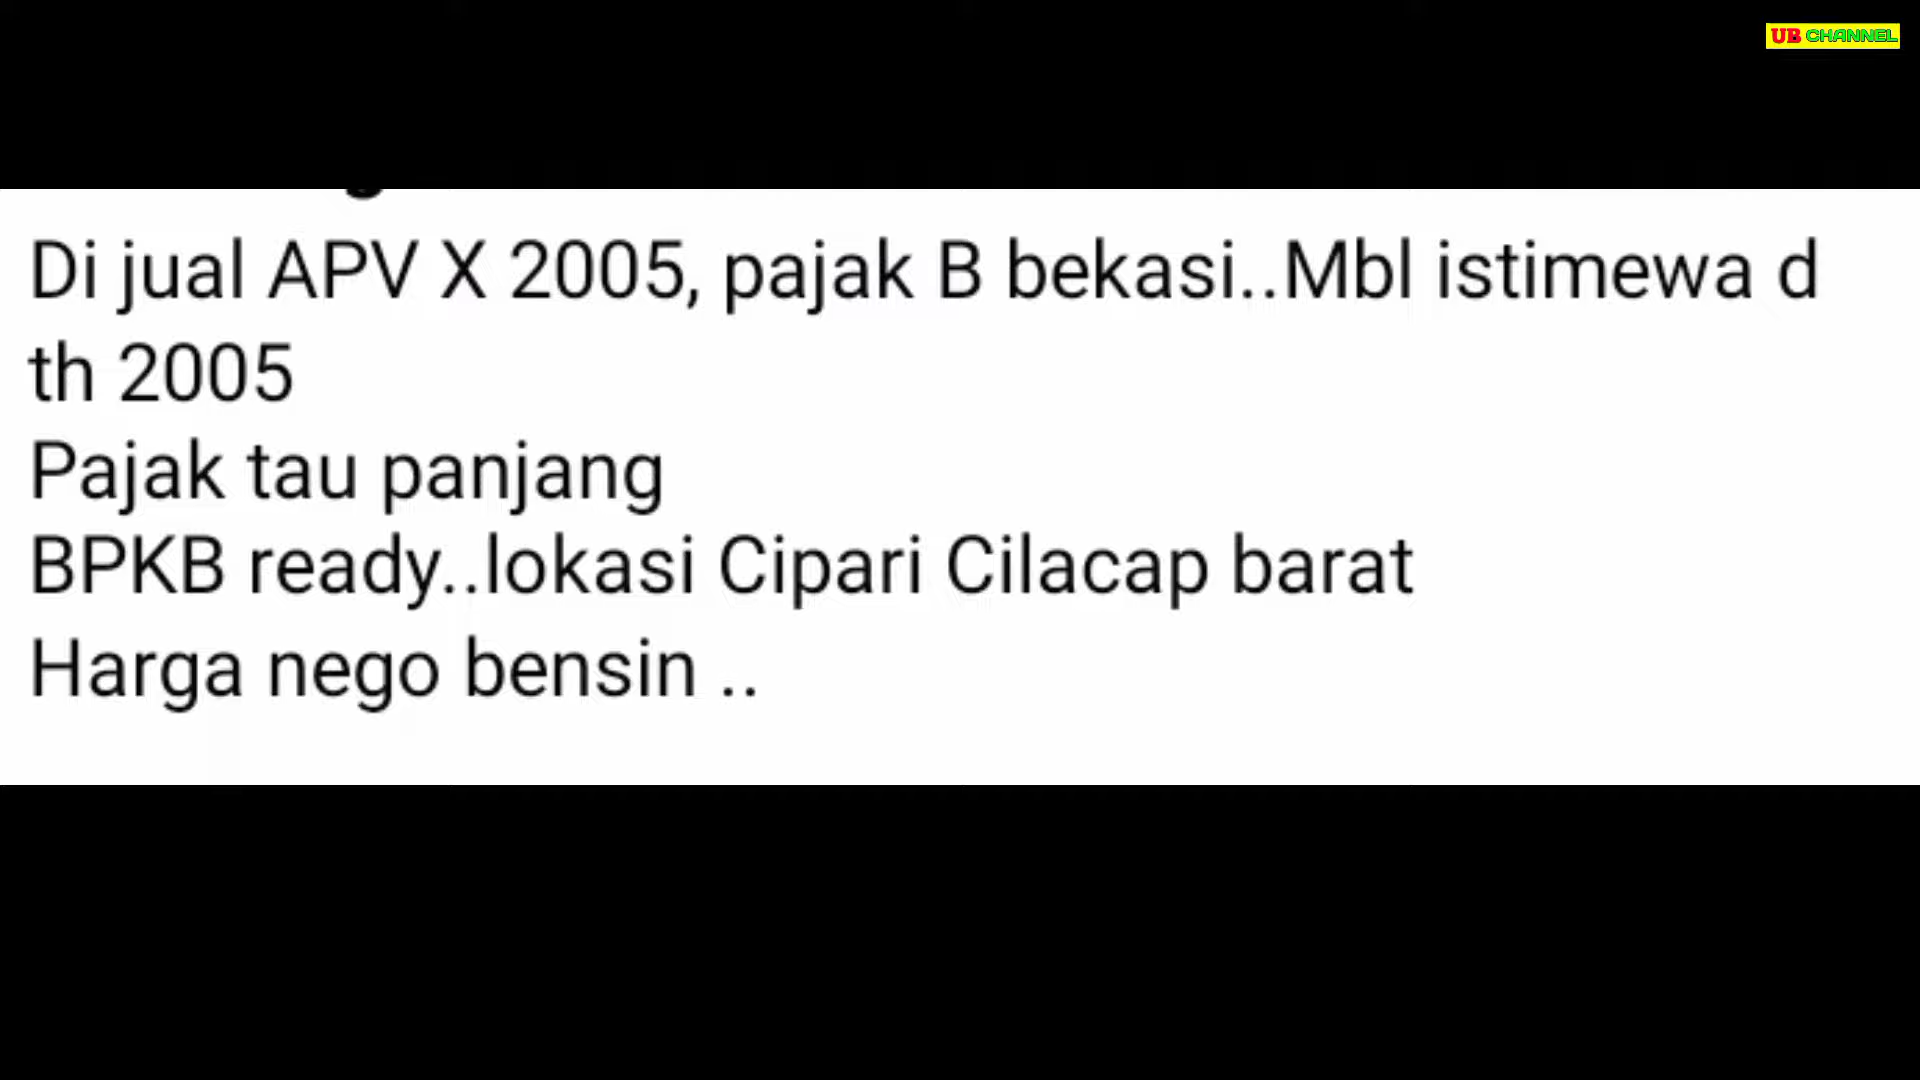 UB CHANNEL
Di jual APV X 2005, pajak B bekasi..Mbl istimewa d
th 2005
Pajak tau panjang
BPKB ready..lokasi Cipari Cilacap barat
Harga nego bensin ..